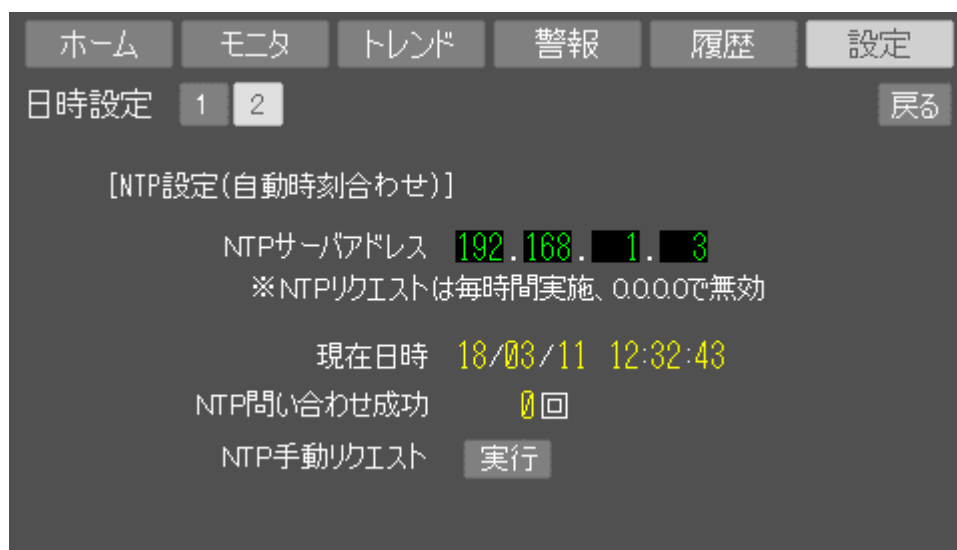 ホーム モニタ トレンド 警報 履歴 設定
日時設定 1 2 戻る
[NTP設定(自動時刻合わせ)]
NTPサーバアドレス 192.168. 1. 3
※NTPリクエストは毎時間実施、0.0.0.0で無効
現在日時 18/03/11 12:32:43
NTP問い合わせ成功 0回
NTP手動リクエスト 実行